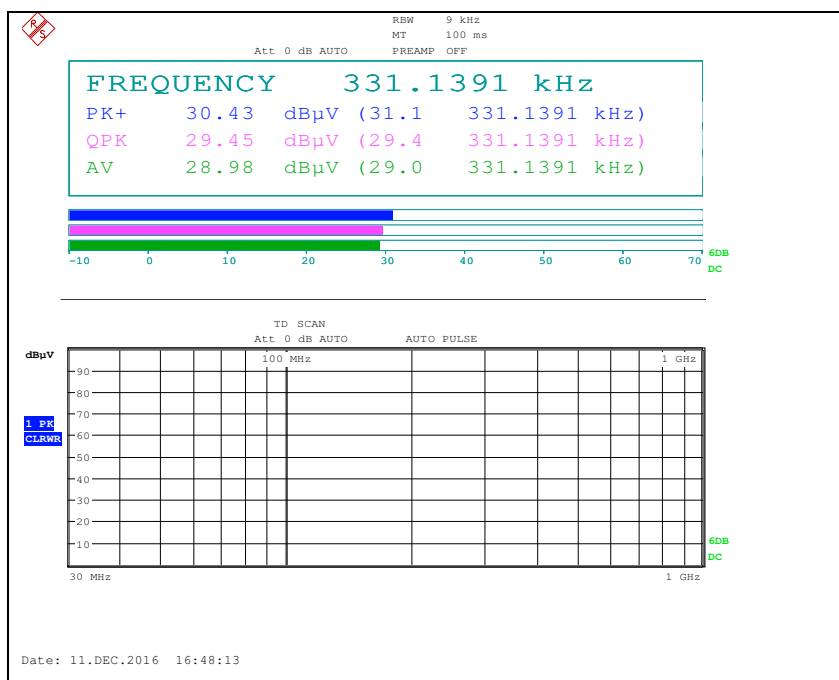 R S
RBW 9 kHz
MT 100 ms
Att 0 dB AUTO PREAMP OFF
FREQUENCY 331.1391 kHz
PK+ 30.43 dBµV (31.1 331.1391 kHz)
QPK 29.45 dBµV (29.4 331.1391 kHz)
AV 28.98 dBµV (29.0 331.1391 kHz)
-10 0 10 20 30 40 50 60 70
6DB
DC
TD SCAN
Att 0 dB AUTO AUTO PULSE
dBµV
100 MHz 1 GHz
90
80
70
1 PK
CLRWR
60
50
40
30
20
10
6DB
DC
30 MHz 1 GHz
Date: 11.DEC.2016 16:48:13